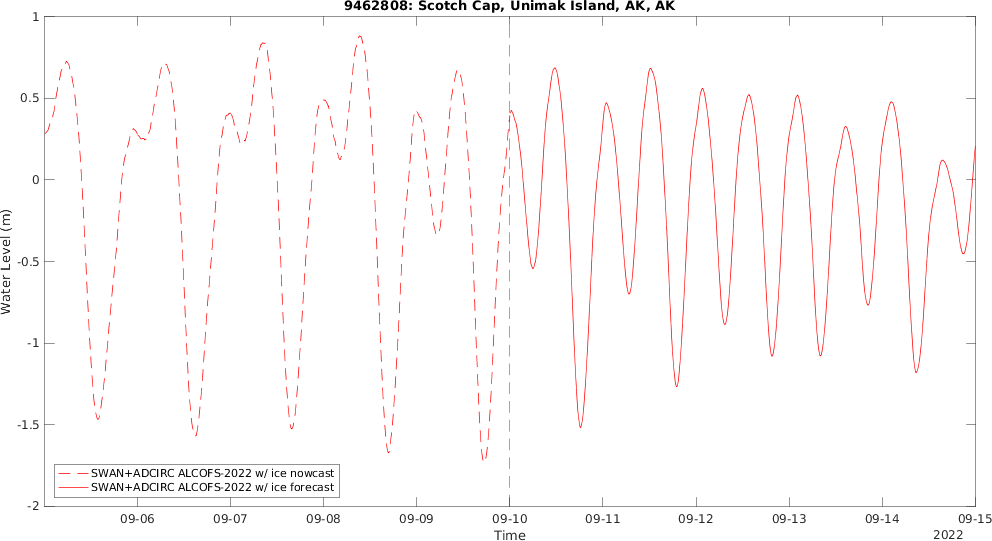 9462808: Scotch Cap, Unimak Island, AK, AK
1
0.5
0
-0.5
-1
-1.5
-2
Water Level (m)
SWAN+ADCIRC ALCOFS-2022 w/ ice nowcast
SWAN+ADCIRC ALCOFS-2022 w/ ice forecast
09-06 09-07 09-08 09-09 09-10 09-11 09-12 09-13 09-14 09-15
Time
2022